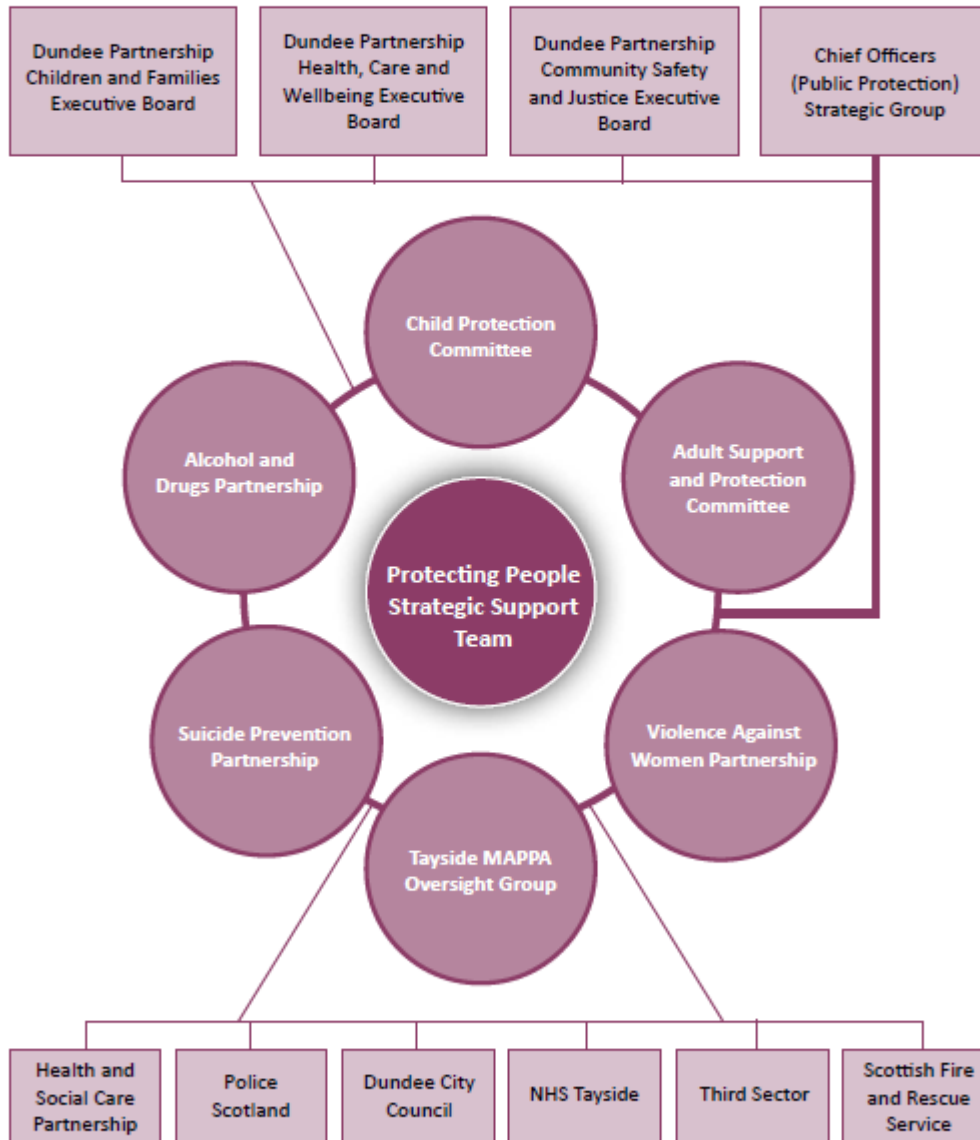 Dundee Partnership
Children and Families
Executive Board
Dundee Partnership
Health, Care and
Wellbeing Executive
Board
Dundee Partnership
Community Safety
and Justice Executive
Board
Chief Officers
(Public Protection)
Strategic Group
Child Protection
Committee
Alcohol and
Drugs Partnership
Adult Support
and Protection
Committee
Protecting People
Strategic Support
Team
Suicide Prevention
Partnership
Violence Against
Women Partnership
Tayside MAPPA
Oversight Group
Health and
Social Care
Partnership
Police
Scotland
Dundee City
Council
NHS Tayside
Third Sector
Scottish Fire
and Rescue
Service